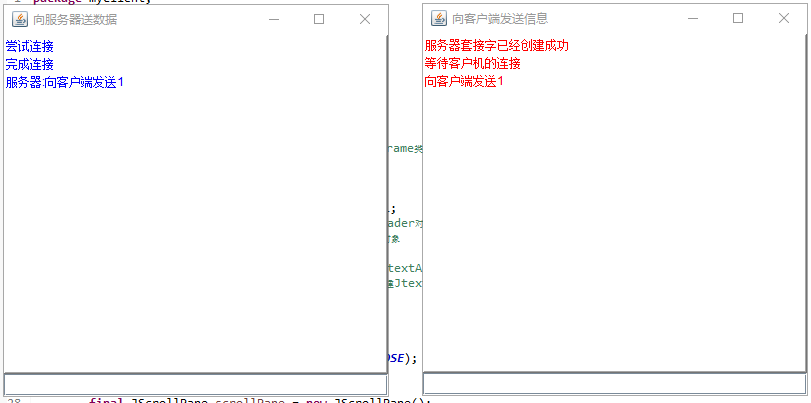 package myclient;
向服务器送数据
尝试连接
完成连接
服务器:向客户端发送1
向客户端发送信息
服务器套接字已经创建成功
等待客户机的连接
向客户端发送1
rame类
ader对
对象
textA
Jtex
OSE);
28 final JScrollPane scrollPane = new JScrollPane();